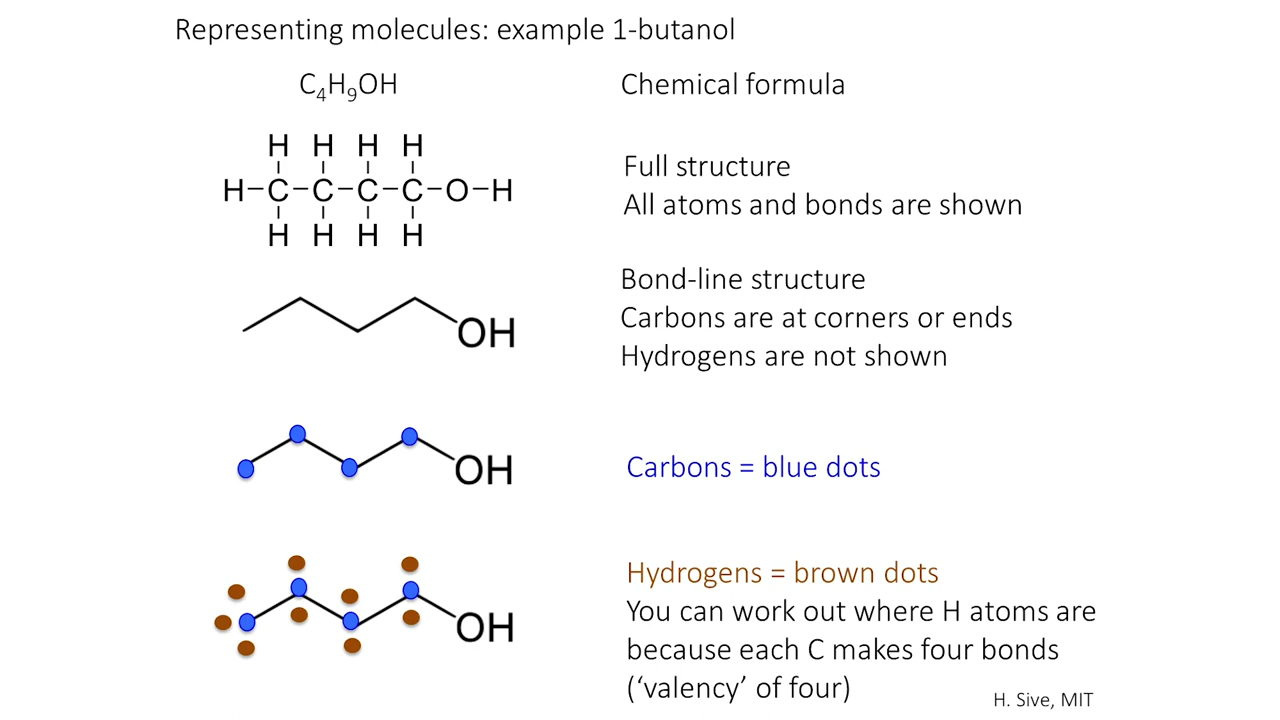 Representing molecules: example 1-butanol
C₄H₉OH Chemical formula
H H H H
H–C–C–C–C–O–H
H H H H
Full structure
All atoms and bonds are shown
OH
Bond-line structure
Carbons are at corners or ends
Hydrogens are not shown
OH
Carbons = blue dots
OH
Hydrogens = brown dots
You can work out where H atoms are
because each C makes four bonds
(‘valency’ of four)
H. Sive, MIT